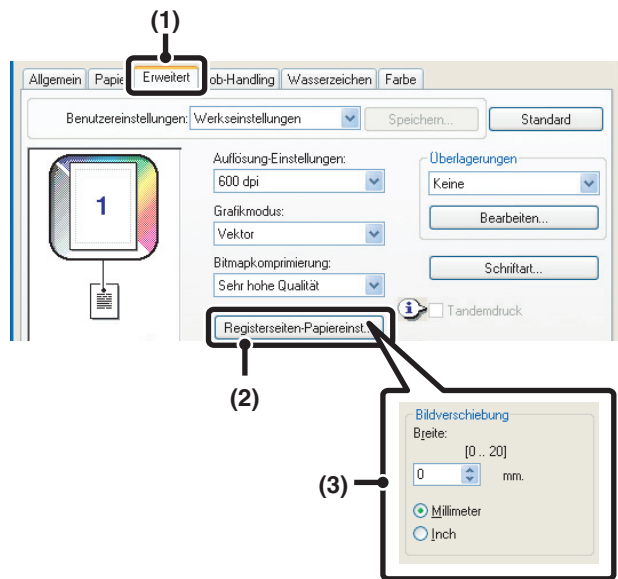 (1)
Allgemein Papie Erweitert ob-Handling Wasserzeichen Farbe
Benutzereinstellungen: Werkseinstellungen Speichern... Standard
Auflösung-Einstellungen:
600 dpi
Überlagerungen
Keine
1
Grafikmodus:
Vektor
Bearbeiten...
Bitmapkomprimierung:
Sehr hohe Qualität
Schriftart...
Tandemdruck
Registerseiten-Papiereinst...
(2)
Bildverschiebung
Breite:
[0 .. 20]
0 mm.
(3)
Millimeter
Inch